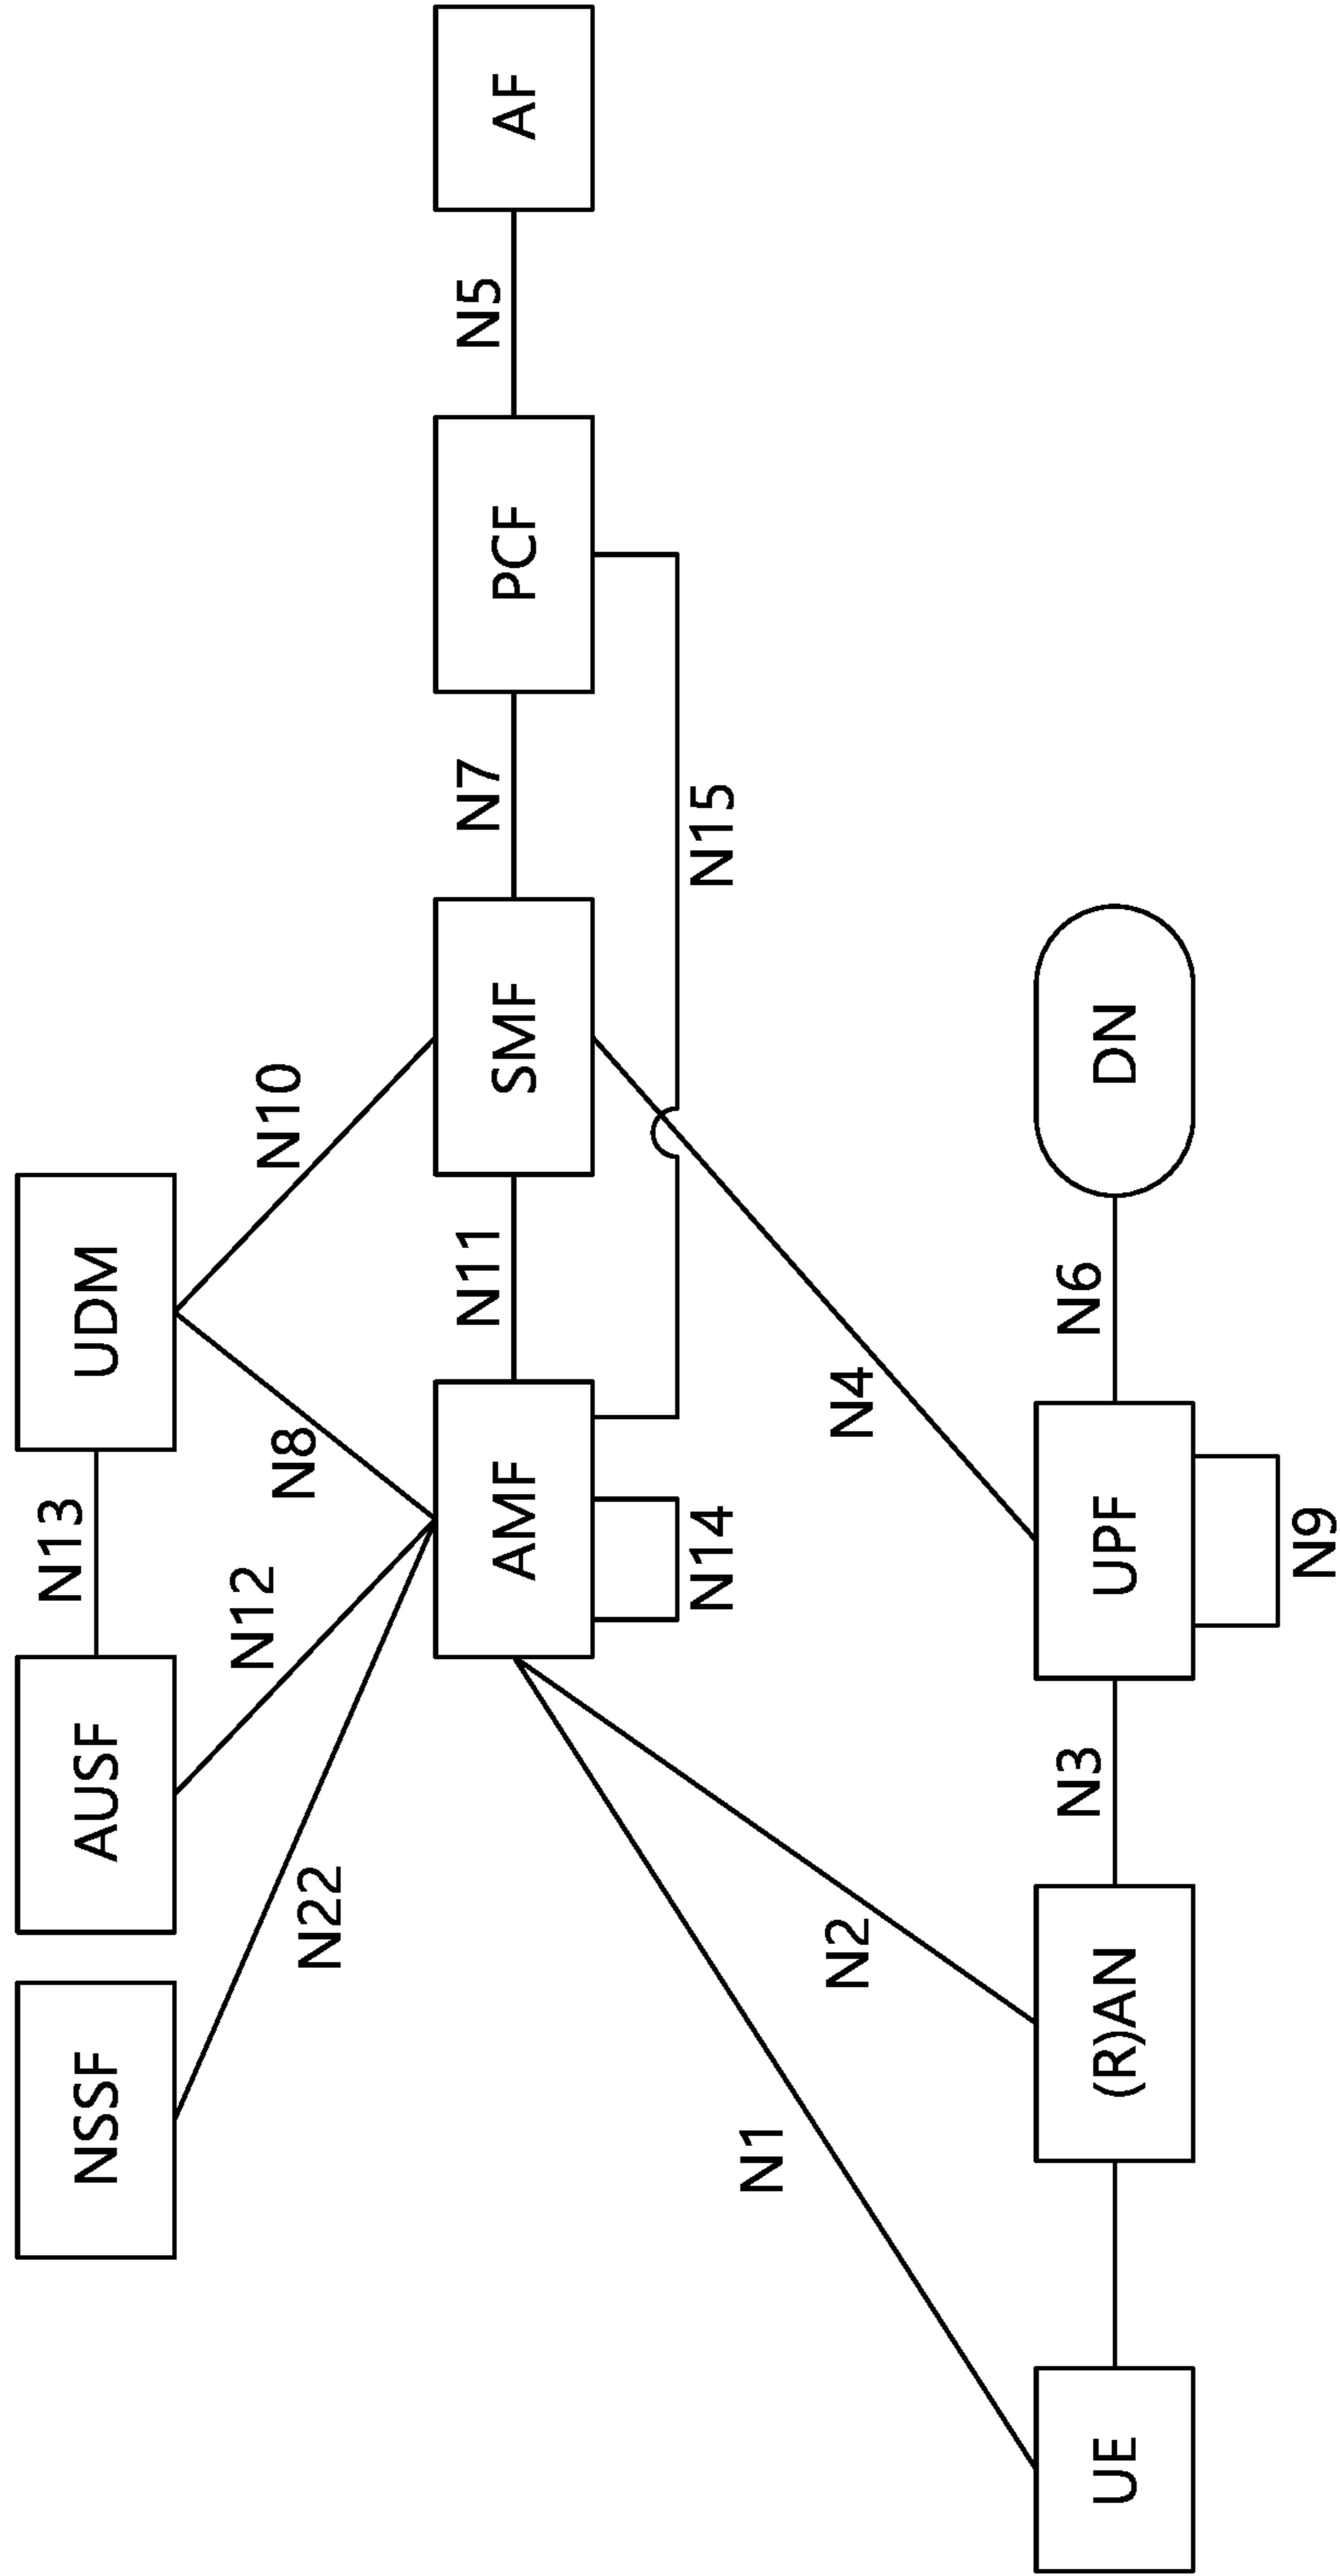 NSSF
AUSF
N13
UDM
N22
N12
N8
N10
AMF
N11
SMF
N7
PCF
N5
AF
N14
N15
N1
N2
N4
UE
(R)AN
N3
UPF
N6
DN
N9